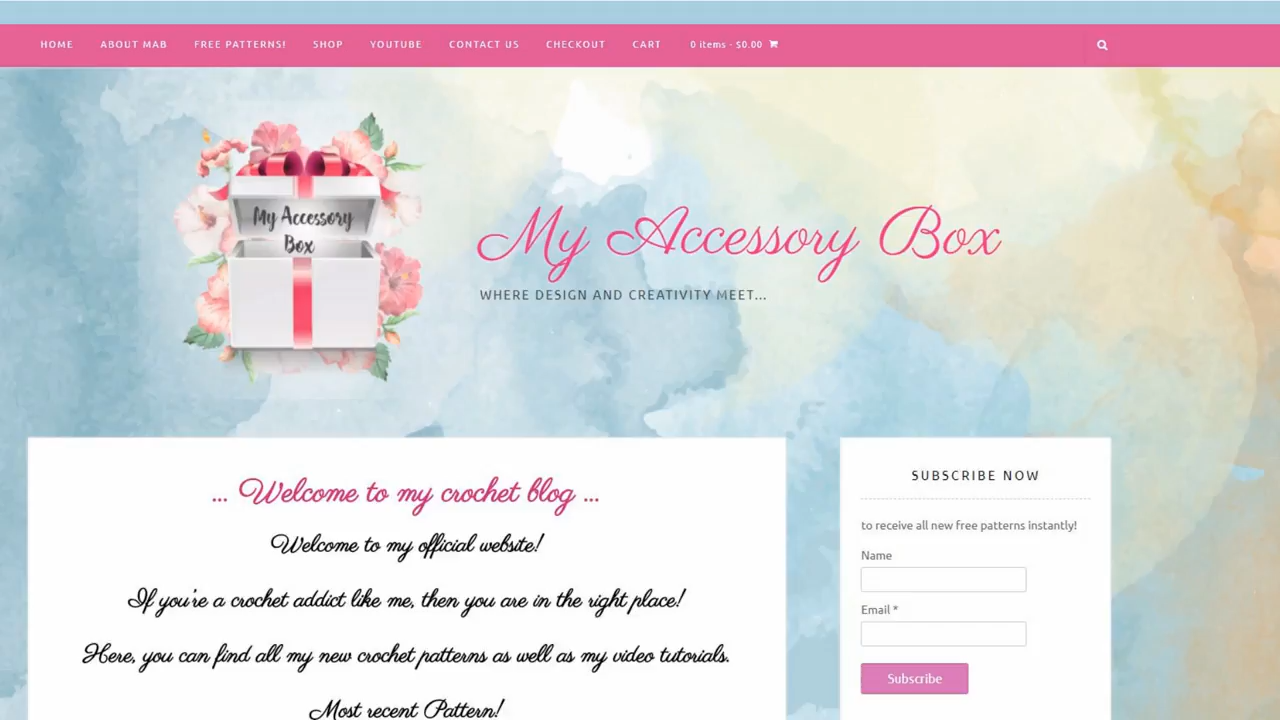 HOME ABOUT MAB FREE PATTERNS! SHOP YOUTUBE CONTACT US CHECKOUT CART 0 items - $0.00
My Accessory
Box
My Accessory Box
WHERE DESIGN AND CREATIVITY MEET...
... Welcome to my crochet blog ...
Welcome to my official website!
If you're a crochet addict like me, then you are in the right place!
Here, you can find all my new crochet patterns as well as my video tutorials.
Most recent Pattern!
SUBSCRIBE NOW
to receive all new free patterns instantly!
Name
Email *
Subscribe